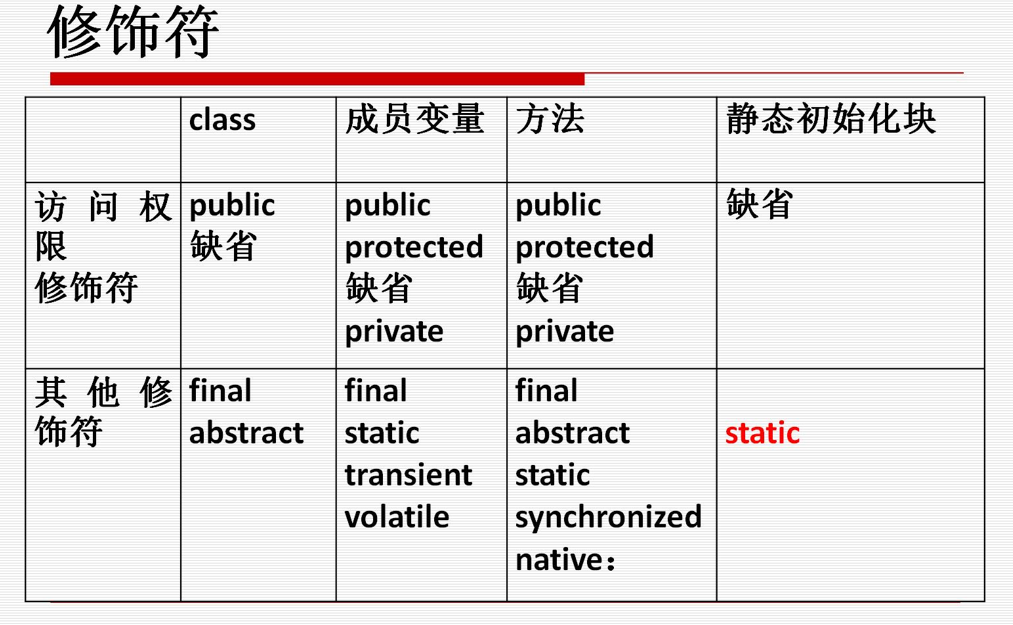 修饰符
class 成员变量 方法 静态初始化块
访问权限
修饰符
public
缺省
public
protected
缺省
private
public
protected
缺省
private
缺省
其他修
饰符
final
abstract
final
static
transient
volatile
final
abstract
static
synchronized
native：
static